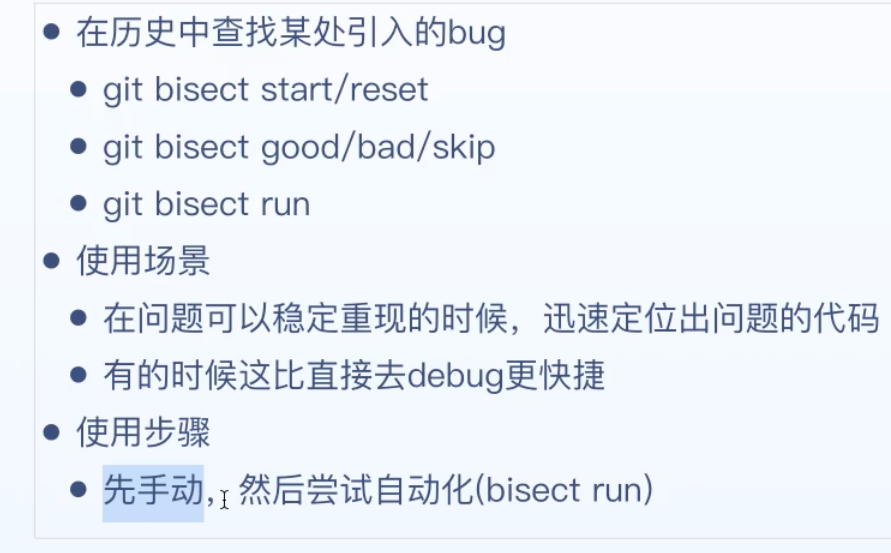 在历史中查找某处引入的bug
git bisect start/reset
git bisect good/bad/skip
git bisect run
使用场景
在问题可以稳定重现的时候，迅速定位出问题的代码
有的时候这比直接去debug更快捷
使用步骤
先手动，然后尝试自动化(bisect run)